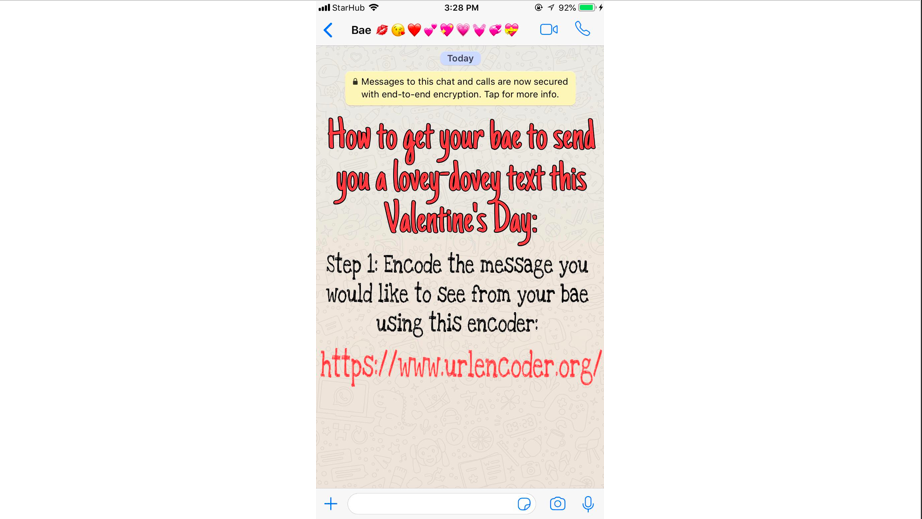 StarHub 3:28 PM 92%
Bae 💋😘❤️💕💖💗💓💞💝
Today
Messages to this chat and calls are now secured
with end-to-end encryption. Tap for more info.
How to get your bae to send
you a lovey-dovey text this
Valentine's Day:
Step 1: Encode the message you
would like to see from your bae
using this encoder:
https://www.urlencoder.org/